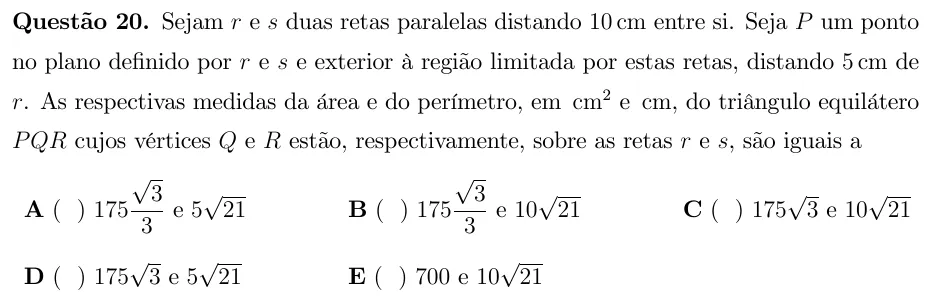 Questão 20. Sejam r e s duas retas paralelas distando 10 cm entre si. Seja P um ponto
no plano definido por r e s e exterior à região limitada por estas retas, distando 5 cm de
r. As respectivas medidas da área e do perímetro, em cm² e cm, do triângulo equilátero
PQR cujos vértices Q e R estão, respectivamente, sobre as retas r e s, são iguais a
A ( ) 175√3/3 e 5√21 B ( ) 175√3/3 e 10√21 C ( ) 175√3 e 10√21
D ( ) 175√3 e 5√21 E ( ) 700 e 10√21